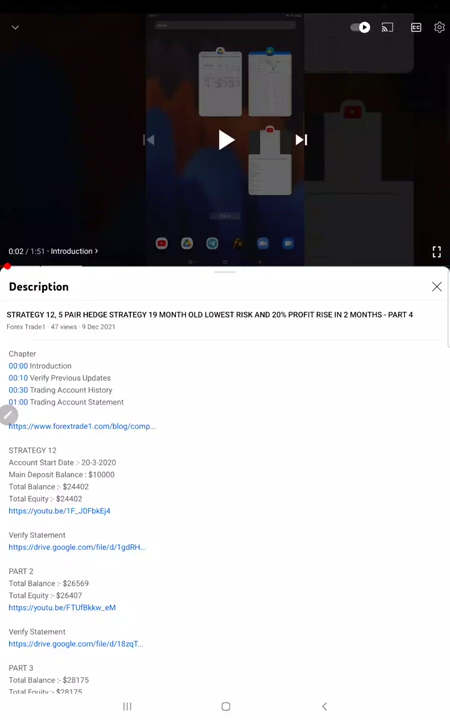 0:02 / 1:51 · Introduction >
Description
STRATEGY 12, 5 PAIR HEDGE STRATEGY 19 MONTH OLD LOWEST RISK AND 20% PROFIT RISE IN 2 MONTHS - PART 4
Forex Trade1 · 47 views · 9 Dec 2021
Chapter
00:00 Introduction
00:10 Verify Previous Updates
00:30 Trading Account History
01:00 Trading Account Statement
https://www.forextrade1.com/blog/comp...
STRATEGY 12
Account Start Date :- 20-3-2020
Main Deposit Balance : $10000
Total Balance :- $24402
Total Equity :- $24402
https://youtu.be/1F_J0FbkEj4
Verify Statement
https://drive.google.com/file/d/1gdRH...
PART 2
Total Balance :- $26569
Total Equity :- $26407
https://youtu.be/FTUfBkkw_eM
Verify Statement
https://drive.google.com/file/d/18zqT...
PART 3
Total Balance :- $28175
Total Equity :- $28175